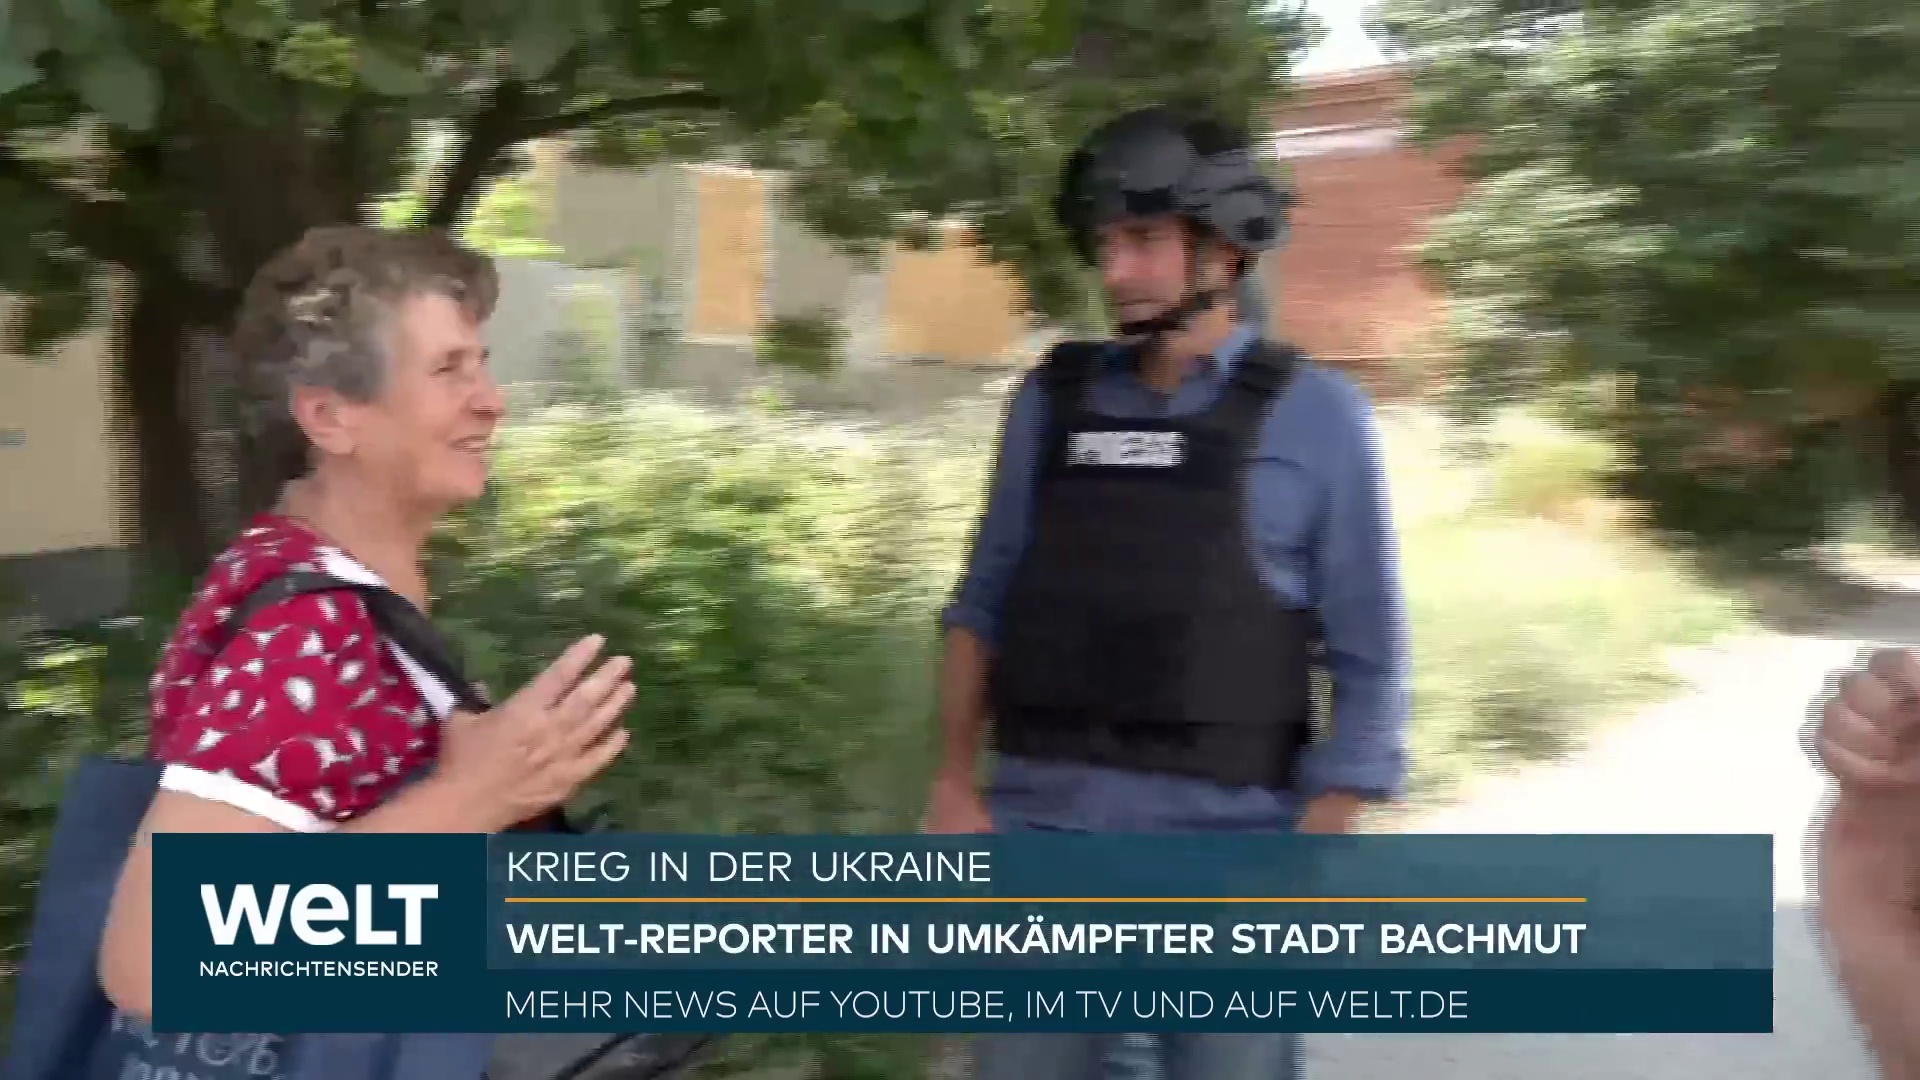 PRESS
KRIEG IN DER UKRAINE
WELT
NACHRICHTENSENDER
WELT-REPORTER IN UMKÄMPFTER STADT BACHMUT
MEHR NEWS AUF YOUTUBE, IM TV UND AUF WELT.DE